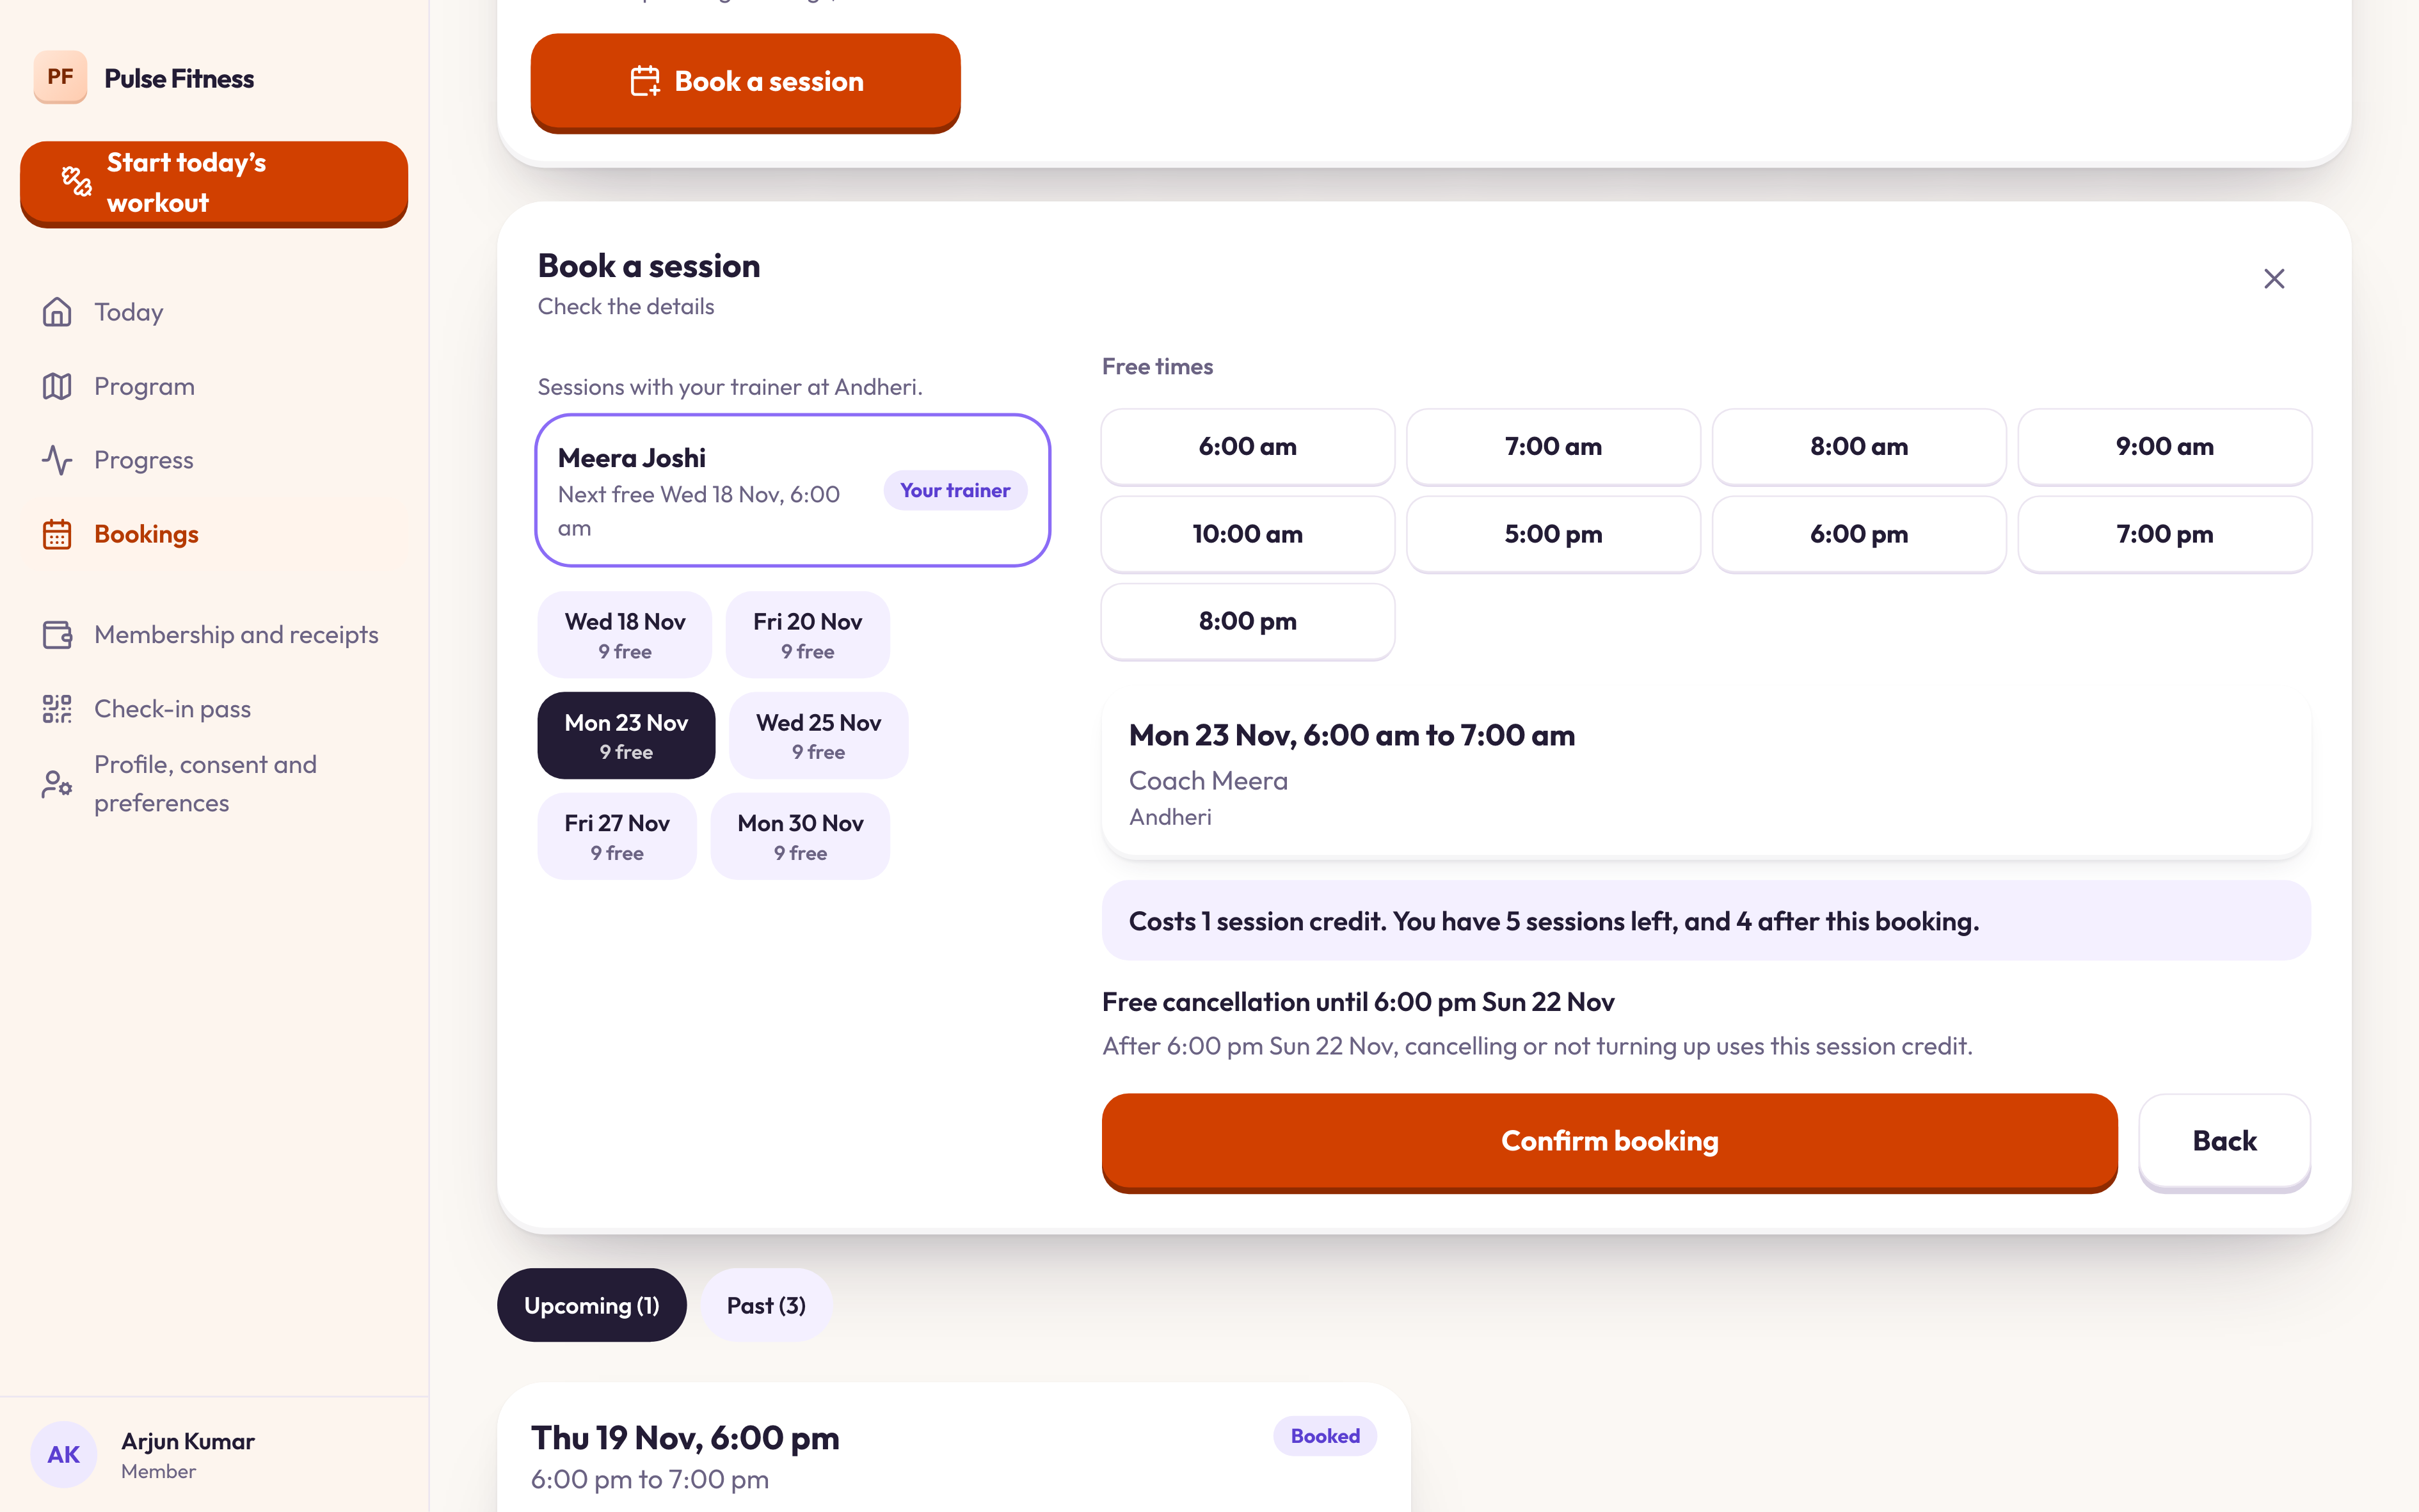 PF
Pulse Fitness
Start today’s
workout
Today
Program
Progress
Bookings
Membership and receipts
Check-in pass
Profile, consent and
preferences
AK
Arjun Kumar
Member
Book a session
Book a session
Check the details
Sessions with your trainer at Andheri.
Meera Joshi
Next free Wed 18 Nov, 6:00
am
Your trainer
Wed 18 Nov
9 free
Fri 20 Nov
9 free
Mon 23 Nov
9 free
Wed 25 Nov
9 free
Fri 27 Nov
9 free
Mon 30 Nov
9 free
Free times
6:00 am
7:00 am
8:00 am
9:00 am
10:00 am
5:00 pm
6:00 pm
7:00 pm
8:00 pm
Mon 23 Nov, 6:00 am to 7:00 am
Coach Meera
Andheri
Costs 1 session credit. You have 5 sessions left, and 4 after this booking.
Free cancellation until 6:00 pm Sun 22 Nov
After 6:00 pm Sun 22 Nov, cancelling or not turning up uses this session credit.
Confirm booking
Back
Upcoming (1)
Past (3)
Thu 19 Nov, 6:00 pm
Booked
6:00 pm to 7:00 pm